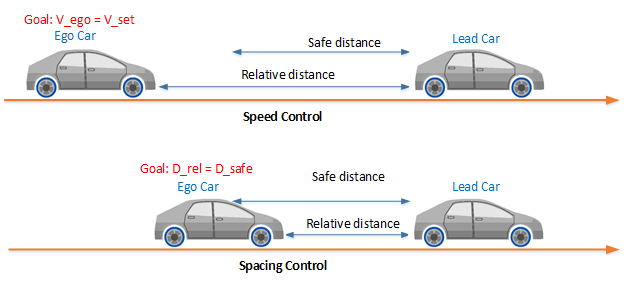 Goal: V_ego = V_set
Ego Car
Safe distance
Lead Car
Relative distance
Speed Control
Goal: D_rel = D_safe
Ego Car
Safe distance
Lead Car
Relative distance
Spacing Control